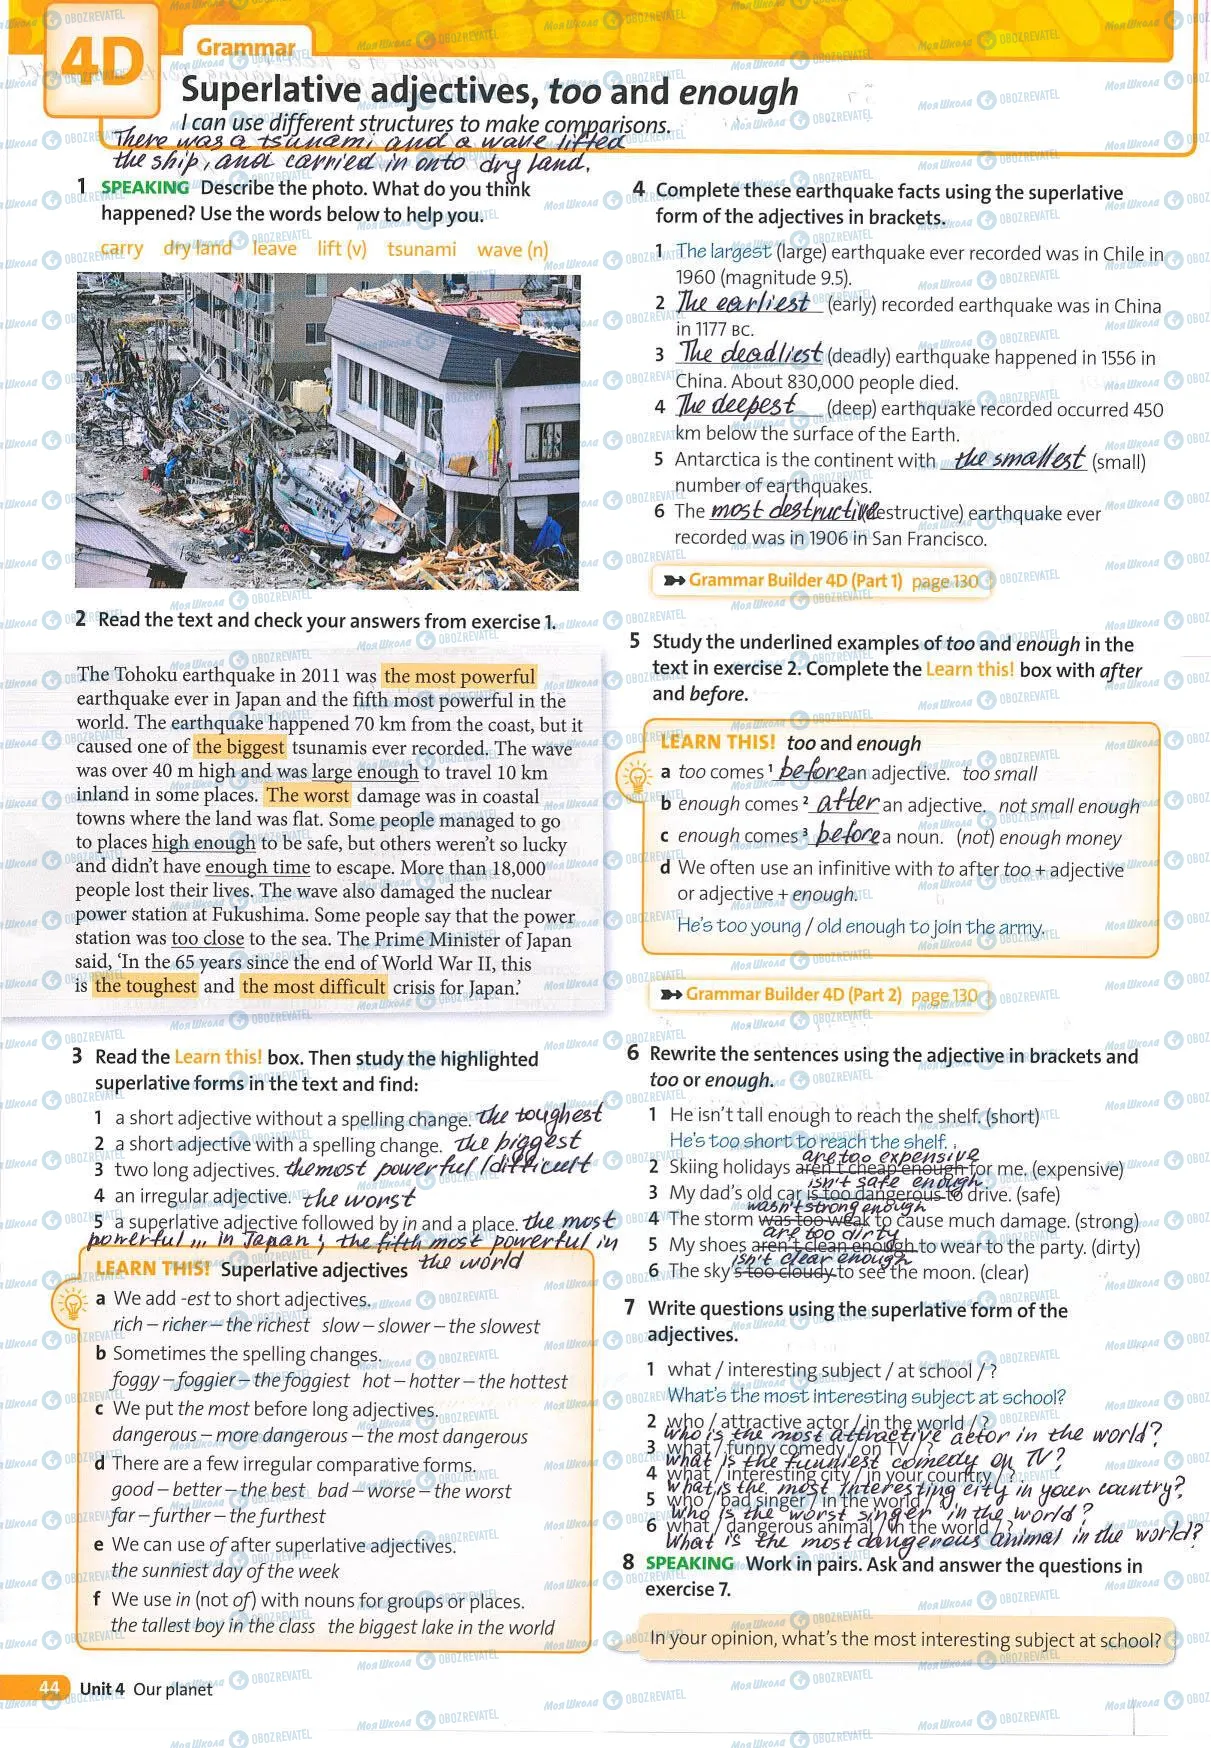 4D
Grammar
Superlative adjectives, too and enough
I can use different structures to make comparisons.
There was a tsunami and a wave lifted
the ship, and carried in onto dry land.
1 SPEAKING Describe the photo. What do you think
happened? Use the words below to help you.
carry dry land leave lift (v) tsunami wave (n)
2 Read the text and check your answers from exercise 1.
The Tohoku earthquake in 2011 was the most powerful
earthquake ever in Japan and the fifth most powerful in the
world. The earthquake happened 70 km from the coast, but it
caused one of the biggest tsunamis ever recorded. The wave
was over 40 m high and was large enough to travel 10 km
inland in some places. The worst damage was in coastal
towns where the land was flat. Some people managed to go
to places high enough to be safe, but others weren't so lucky
and didn't have enough time to escape. More than 18,000
people lost their lives. The wave also damaged the nuclear
power station at Fukushima. Some people say that the power
station was too close to the sea. The Prime Minister of Japan
said, 'In the 65 years since the end of World War II, this
is the toughest and the most difficult crisis for Japan.'
3 Read the Learn this! box. Then study the highlighted
superlative forms in the text and find:
1 a short adjective without a spelling change. the toughest
2 a short adjective with a spelling change. the biggest
3 two long adjectives. the most powerful / difficult
4 an irregular adjective. the worst
5 a superlative adjective followed by in and a place. the most
powerful ... in Japan ; the fifth most powerful in
the world
LEARN THIS! Superlative adjectives
a We add -est to short adjectives.
rich – richer – the richest slow – slower – the slowest
b Sometimes the spelling changes.
foggy – foggier – the foggiest hot – hotter – the hottest
c We put the most before long adjectives.
dangerous – more dangerous – the most dangerous
d There are a few irregular comparative forms.
good – better – the best bad – worse – the worst
far – further – the furthest
e We can use of after superlative adjectives.
the sunniest day of the week
f We use in (not of) with nouns for groups or places.
the tallest boy in the class the biggest lake in the world
44 Unit 4 Our planet
4 Complete these earthquake facts using the superlative
form of the adjectives in brackets.
1 The largest (large) earthquake ever recorded was in Chile in
1960 (magnitude 9.5).
2 The earliest (early) recorded earthquake was in China
in 1177 BC.
3 The deadliest (deadly) earthquake happened in 1556 in
China. About 830,000 people died.
4 The deepest (deep) earthquake recorded occurred 450
km below the surface of the Earth.
5 Antarctica is the continent with the smallest (small)
number of earthquakes.
6 The most destructive (destructive) earthquake ever
recorded was in 1906 in San Francisco.
Grammar Builder 4D (Part 1) page 130
5 Study the underlined examples of too and enough in the
text in exercise 2. Complete the Learn this! box with after
and before.
LEARN THIS! too and enough
a too comes 1 before an adjective. too small
b enough comes 2 after an adjective. not small enough
c enough comes 3 before a noun. (not) enough money
d We often use an infinitive with to after too + adjective
or adjective + enough.
He's too young / old enough to join the army.
Grammar Builder 4D (Part 2) page 130
6 Rewrite the sentences using the adjective in brackets and
too or enough.
1 He isn't tall enough to reach the shelf. (short)
He's too short to reach the shelf.
are too expensive
2 Skiing holidays aren't cheap enough for me. (expensive)
isn't safe enough
3 My dad's old car is too dangerous to drive. (safe)
wasn't strong enough
4 The storm was too weak to cause much damage. (strong)
are too dirty
5 My shoes aren't clean enough to wear to the party. (dirty)
isn't clear enough
6 The sky's too cloudy to see the moon. (clear)
7 Write questions using the superlative form of the
adjectives.
1 what / interesting subject / at school / ?
What's the most interesting subject at school?
2 who / attractive actor / in the world / ?
Who is the most attractive actor in the world?
3 what / funny comedy / on TV / ?
What is the funniest comedy on TV?
4 what / interesting city / in your country / ?
What is the most interesting city in your country?
5 who / bad singer / in the world / ?
Who is the worst singer in the world?
6 what / dangerous animal / in the world / ?
What is the most dangerous animal in the world?
8 SPEAKING Work in pairs. Ask and answer the questions in
exercise 7.
In your opinion, what's the most interesting subject at school?
Моя Школа OBOZREVATEL